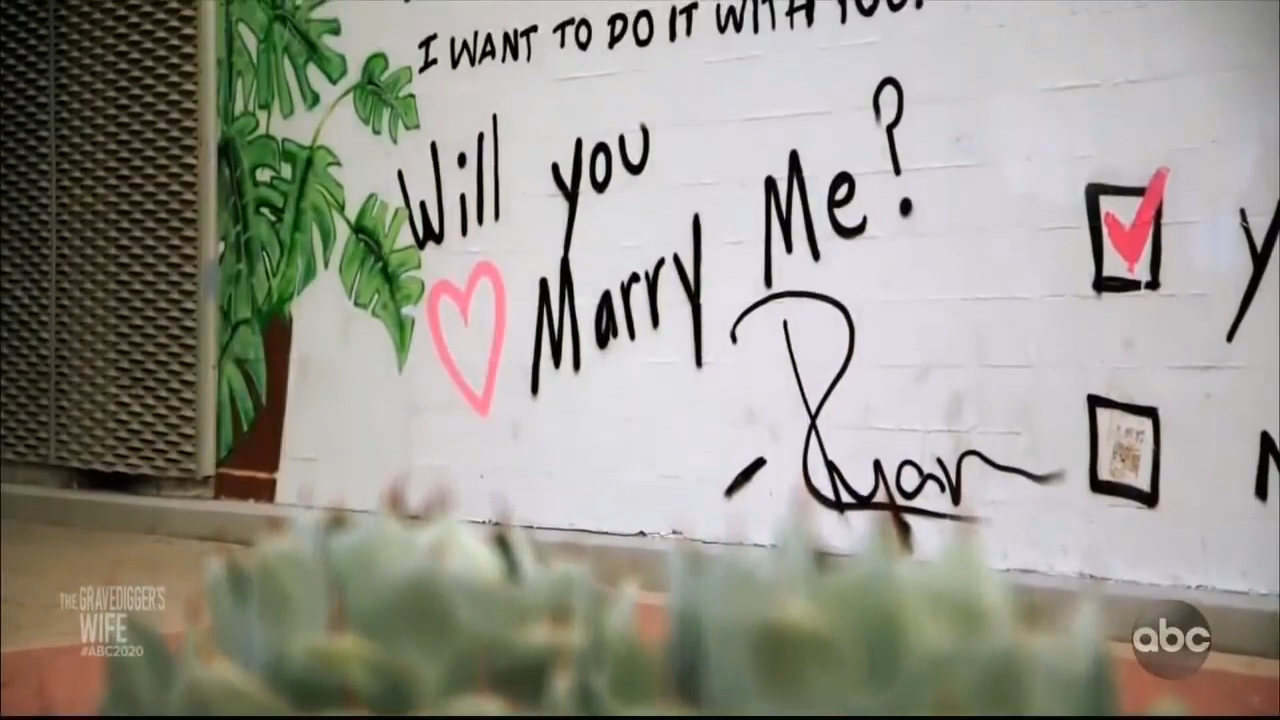 I WANT TO DO IT WITH YOU.
Will you
Marry Me?
- Ryan
THE GRAVEDIGGER'S
WIFE
#ABC2020
abc